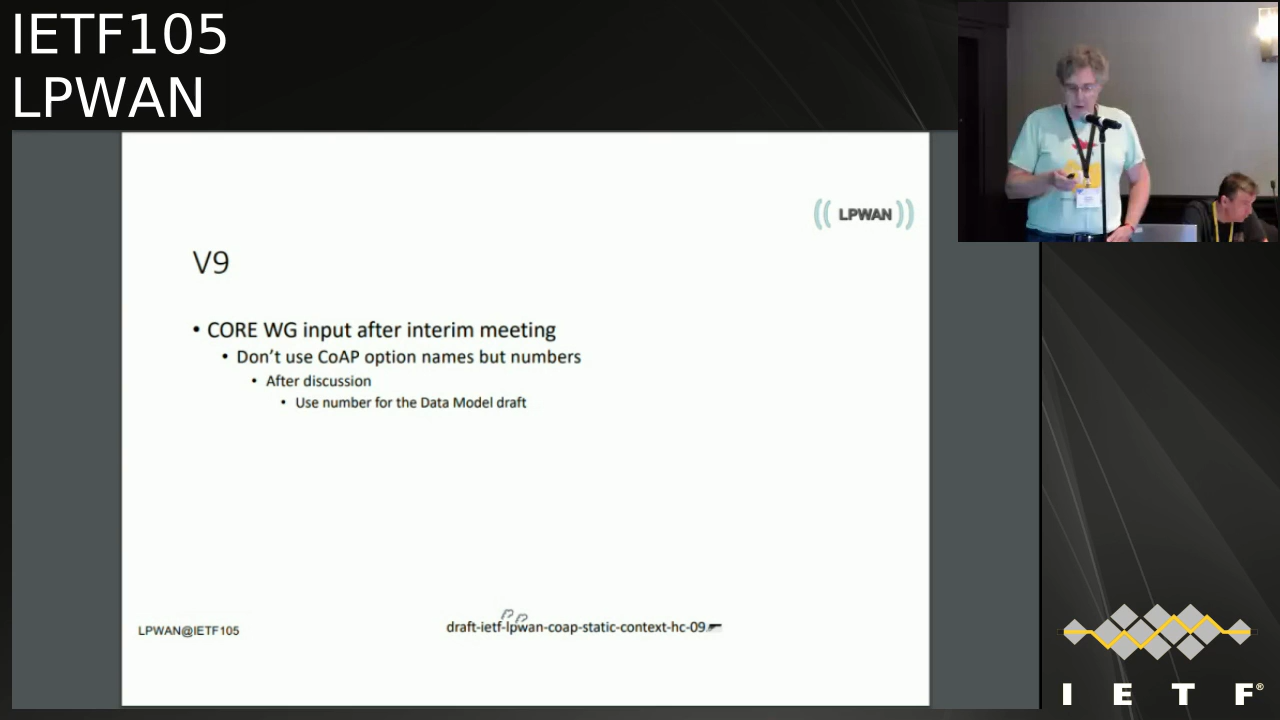 IETF105
LPWAN
LPWAN
V9
• CORE WG input after interim meeting
• Don't use CoAP option names but numbers
• After discussion
• Use number for the Data Model draft
LPWAN@IETF105
draft-ietf-lpwan-coap-static-context-hc-09
I E T F®